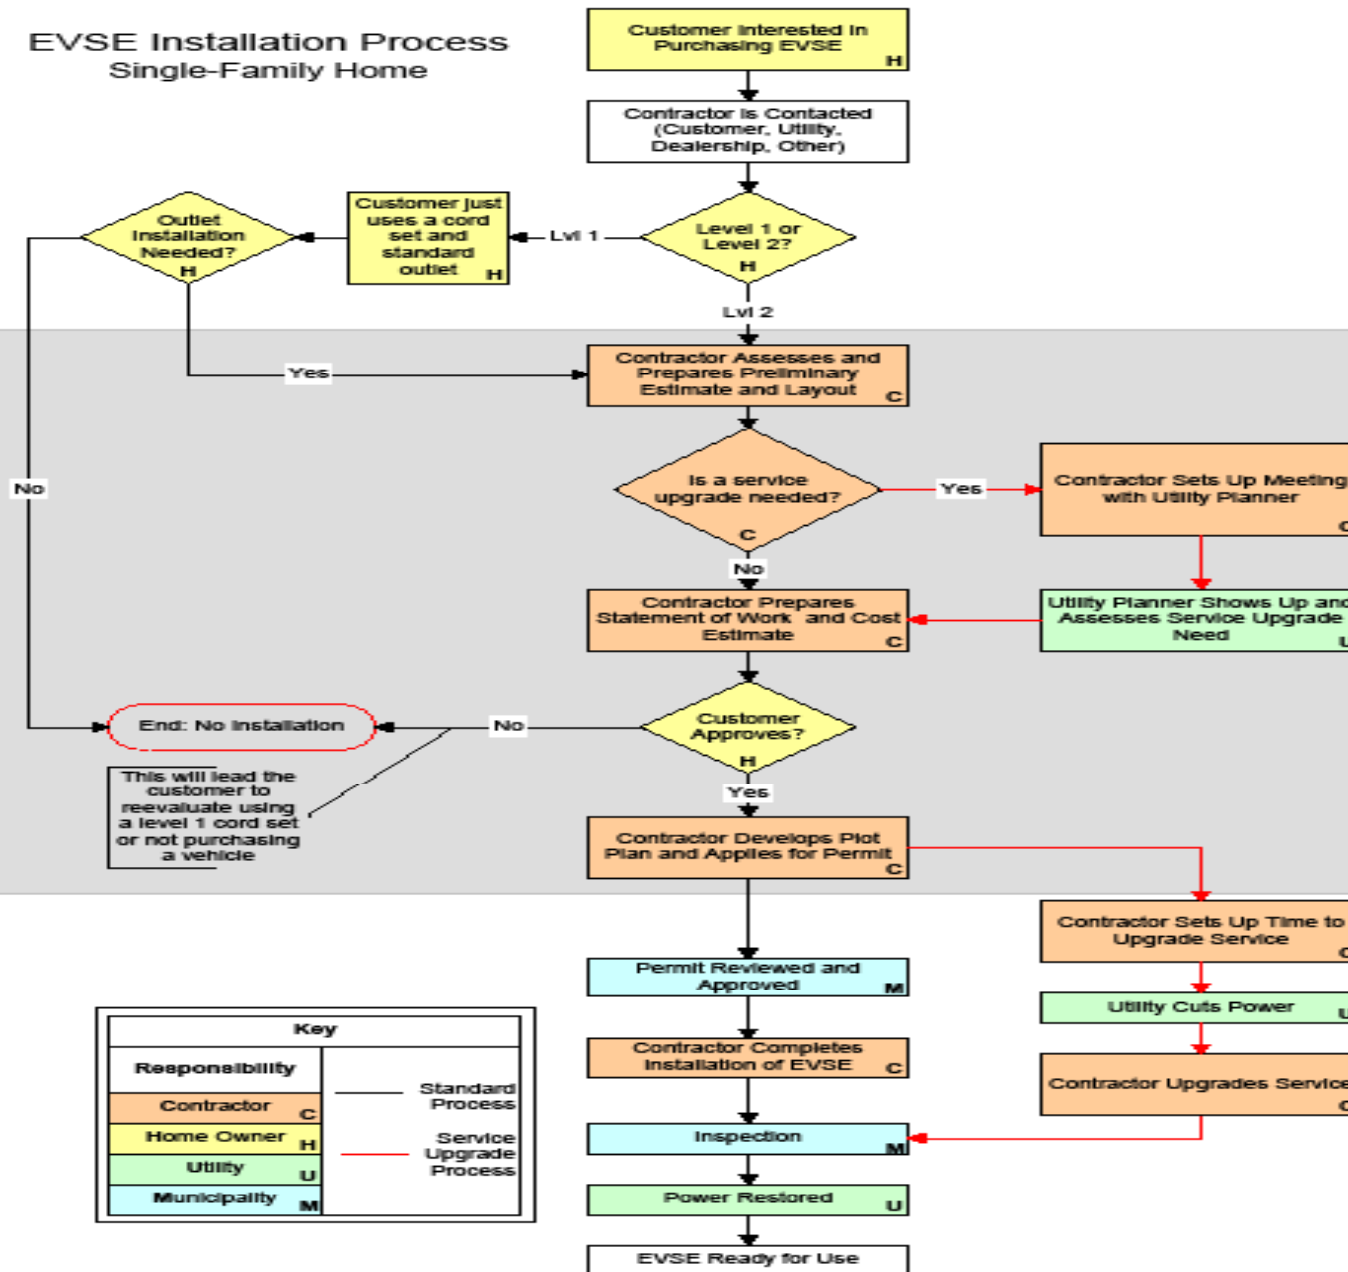 EVSE Installation Process
Single-Family Home
Customer Interested in
Purchasing EVSE
H
Contractor is Contacted
(Customer, Utility,
Dealership, Other)
Outlet
Installation
Needed?
H
Customer just
uses a cord
set and
standard
outlet
H
Lvl 1
Level 1 or
Level 2?
H
Lvl 2
Contractor Assesses and
Prepares Preliminary
Estimate and Layout
C
Yes
Is a service
upgrade needed?
C
Yes
Contractor Sets Up Meeting
with Utility Planner
C
No
No
Contractor Prepares
Statement of Work and Cost
Estimate
C
Utility Planner Shows Up and
Assesses Service Upgrade
Need
U
End: No Installation
No
Customer
Approves?
H
This will lead the
customer to
reevaluate using
a level 1 cord set
or not purchasing
a vehicle
Yes
Contractor Develops Plot
Plan and Applies for Permit
C
Contractor Sets Up Time to
Upgrade Service
C
Permit Reviewed and
Approved
M
Utility Cuts Power
U
Contractor Completes
Installation of EVSE
C
Contractor Upgrades Service
C
Inspection
M
Power Restored
U
EVSE Ready for Use
Key
Responsibility
Contractor C
Home Owner H
Utility U
Municipality M
Standard
Process
Service
Upgrade
Process